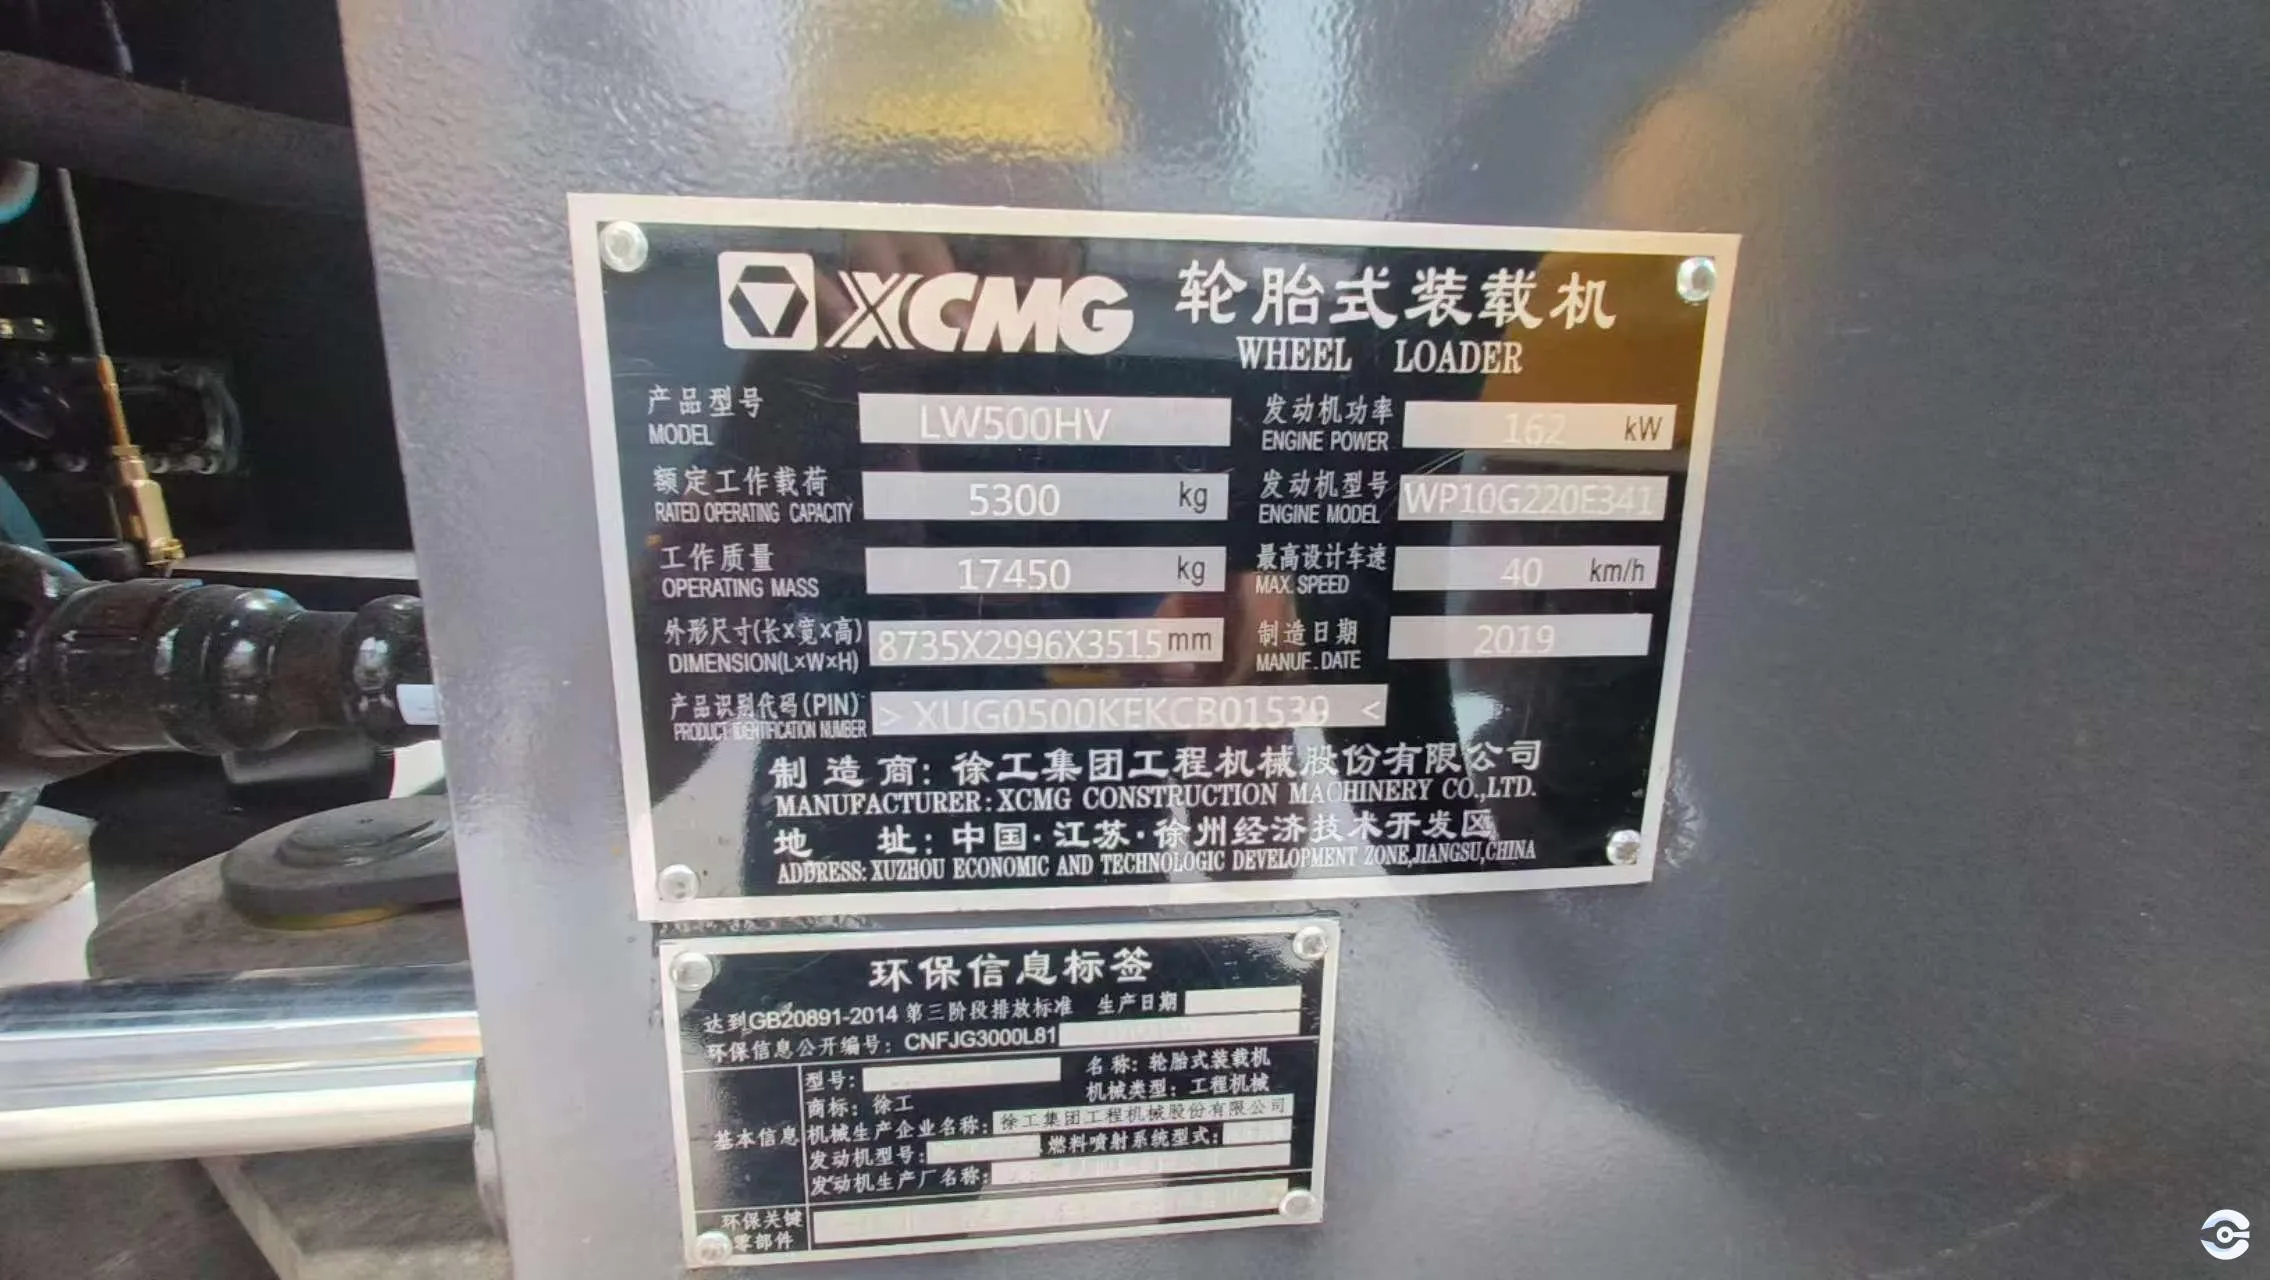 XCMG 轮胎式装载机
WHEEL LOADER
产品型号 LW500HV 发动机功率 162 kW
MODEL ENGINE POWER
额定工作载荷 5300 kg 发动机型号 WP10G220E341
RATED OPERATING CAPACITY ENGINE MODEL
工作质量 17450 kg 最高设计车速 40 km/h
OPERATING MASS MAX. SPEED
外形尺寸(长×宽×高) 8735X2996X3515 mm 制造日期 2019
DIMENSION(L×W×H) MANUF. DATE
产品识别代码(PIN) > XUG0500KEKCB01539 <
PRODUCT IDENTIFICATION NUMBER
制造商: 徐工集团工程机械股份有限公司
MANUFACTURER: XCMG CONSTRUCTION MACHINERY CO.,LTD.
地址: 中国·江苏·徐州经济技术开发区
ADDRESS: XUZHOU ECONOMIC AND TECHNOLOGIC DEVELOPMENT ZONE,JIANGSU,CHINA
环保信息标签
达到GB20891-2014 第三阶段排放标准 生产日期
环保信息公开编号: CNFJG3000L81
型号: 名称: 轮胎式装载机
商标: 徐工 机械类型: 工程机械
基本信息 机械生产企业名称: 徐工集团工程机械股份有限公司
发动机型号: 燃料喷射系统型式:
发动机生产厂名称:
环保关键
零部件